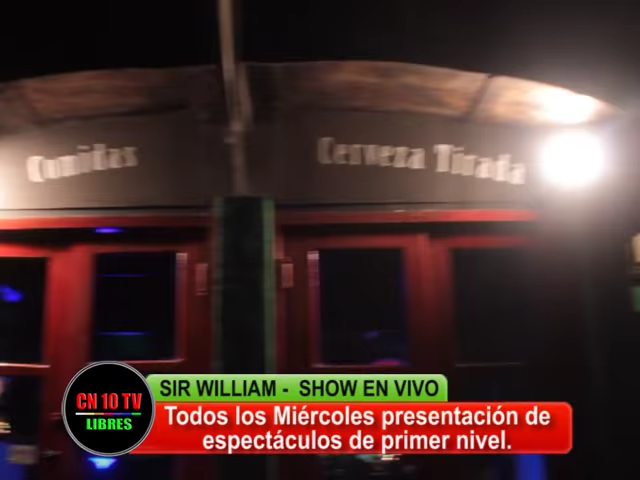 Comidas
Cerveza Tirada
SIR WILLIAM - SHOW EN VIVO
CN 10 TV
LIBRES
Todos los Miércoles presentación de
espectáculos de primer nivel.